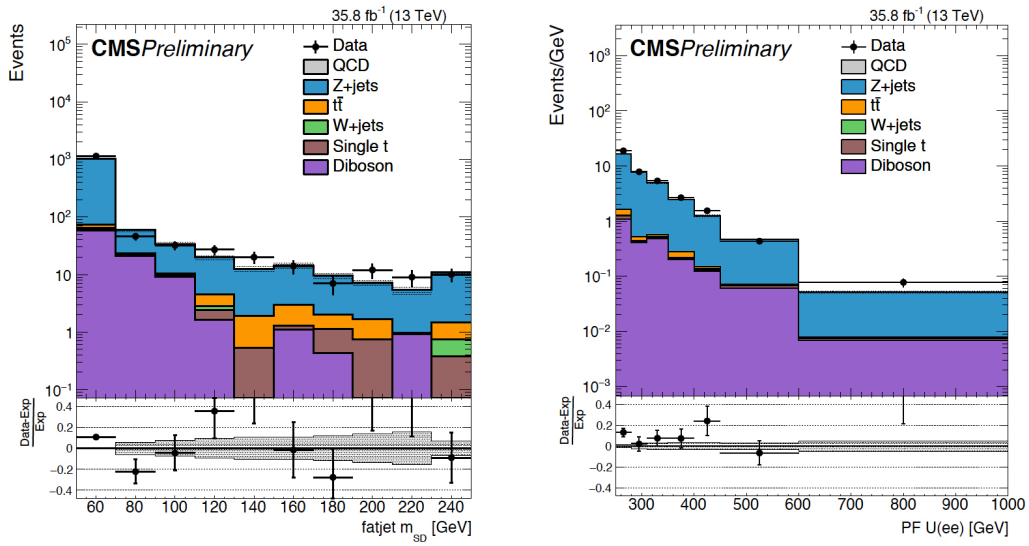 35.8 fb⁻¹ (13 TeV)
CMS Preliminary
Events
10⁵
10⁴
10³
10²
10
1
10⁻¹
Data
QCD
Z+jets
tt̄
W+jets
Single t
Diboson
Data-Exp
Exp
0.4
0.2
0
−0.2
−0.4
60 80 100 120 140 160 180 200 220 240
fatjet m_SD [GeV]
35.8 fb⁻¹ (13 TeV)
CMS Preliminary
Events/GeV
10³
10²
10
1
10⁻¹
10⁻²
10⁻³
Data
QCD
Z+jets
tt̄
W+jets
Single t
Diboson
Data-Exp
Exp
0.4
0.2
0
−0.2
−0.4
300 400 500 600 700 800 900 1000
PF U(ee) [GeV]